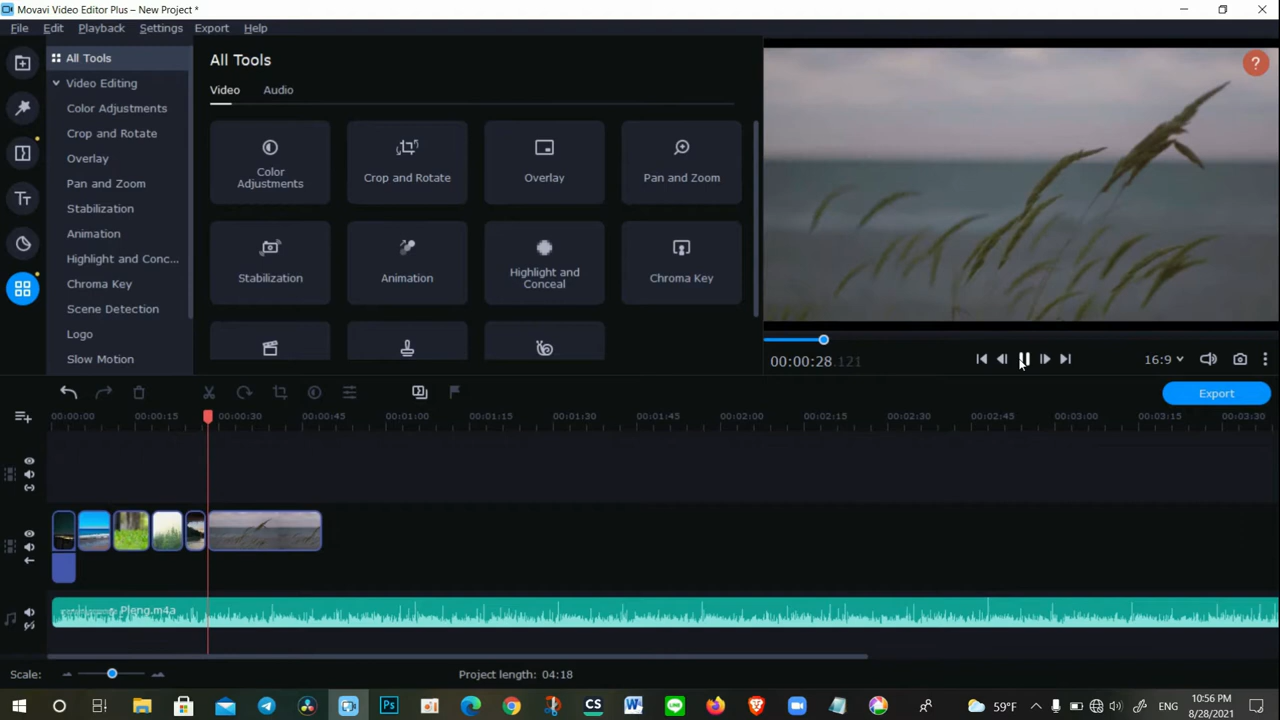 Movavi Video Editor Plus – New Project *
File Edit Playback Settings Export Help
All Tools
Video Editing
Color Adjustments
Crop and Rotate
Overlay
Pan and Zoom
Stabilization
Animation
Highlight and Conc...
Chroma Key
Scene Detection
Logo
Slow Motion
All Tools
Video Audio
Color Adjustments
Crop and Rotate
Overlay
Pan and Zoom
Stabilization
Animation
Highlight and Conceal
Chroma Key
?
00:00:28.121
16:9
Export
00:00:00 00:00:15 00:00:30 00:00:45 00:01:00 00:01:15 00:01:30 00:01:45 00:02:00 00:02:15 00:02:30 00:02:45 00:03:00 00:03:15 00:03:30
Pleng.m4a
Scale:
Project length: 04:18
Ps
CS
W
59°F
ENG
10:56 PM
8/28/2021